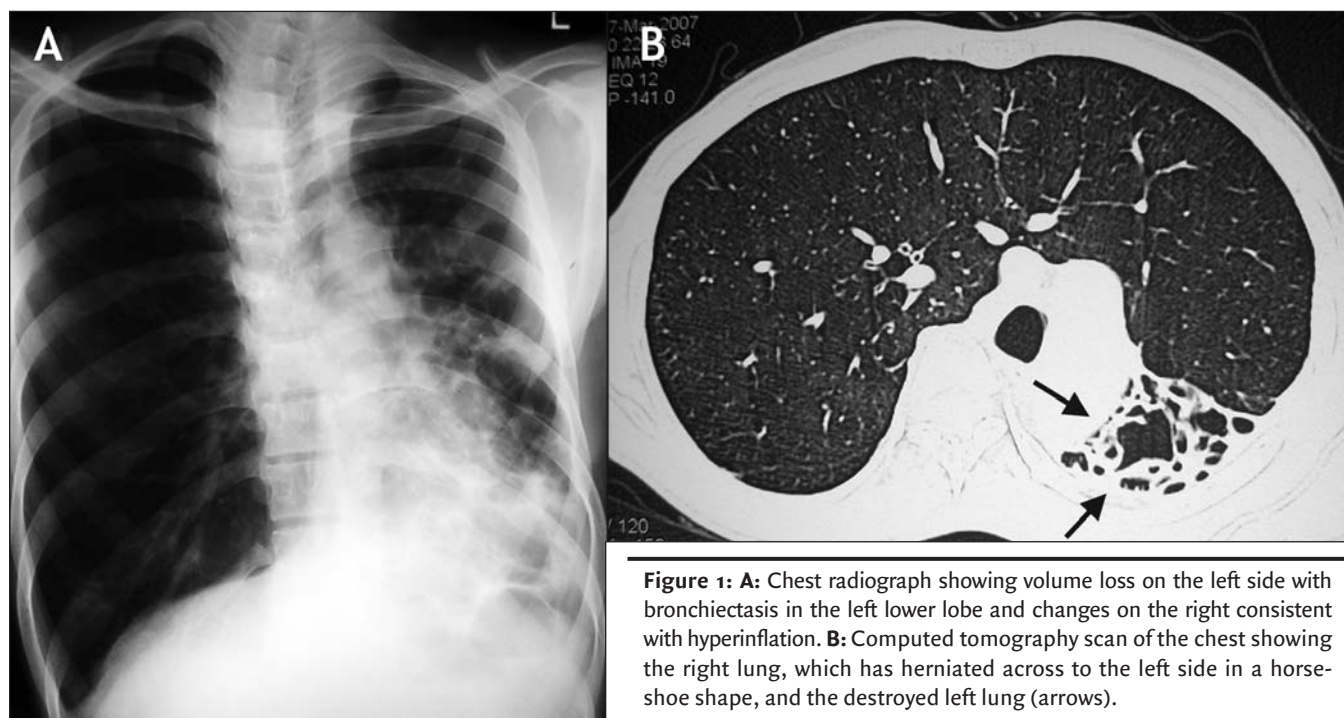 A
L
B
7-Mar-2007
IMA 19
EQ 12
P -141.0
/ 120
Figure 1: A: Chest radiograph showing volume loss on the left side with
bronchiectasis in the left lower lobe and changes on the right consistent
with hyperinflation. B: Computed tomography scan of the chest showing
the right lung, which has herniated across to the left side in a horse-
shoe shape, and the destroyed left lung (arrows).